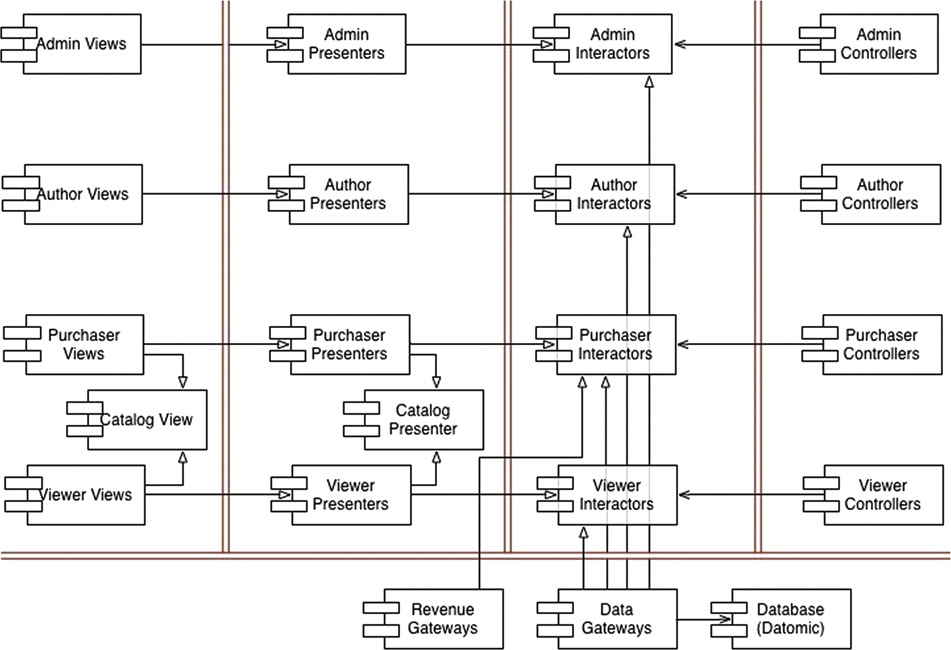 Admin Views
Admin
Presenters
Admin
Interactors
Admin
Controllers
Author Views
Author
Presenters
Author
Interactors
Author
Controllers
Purchaser
Views
Purchaser
Presenters
Purchaser
Interactors
Purchaser
Controllers
Catalog View
Catalog
Presenter
Viewer Views
Viewer
Presenters
Viewer
Interactors
Viewer
Controllers
Revenue
Gateways
Data
Gateways
Database
(Datomic)